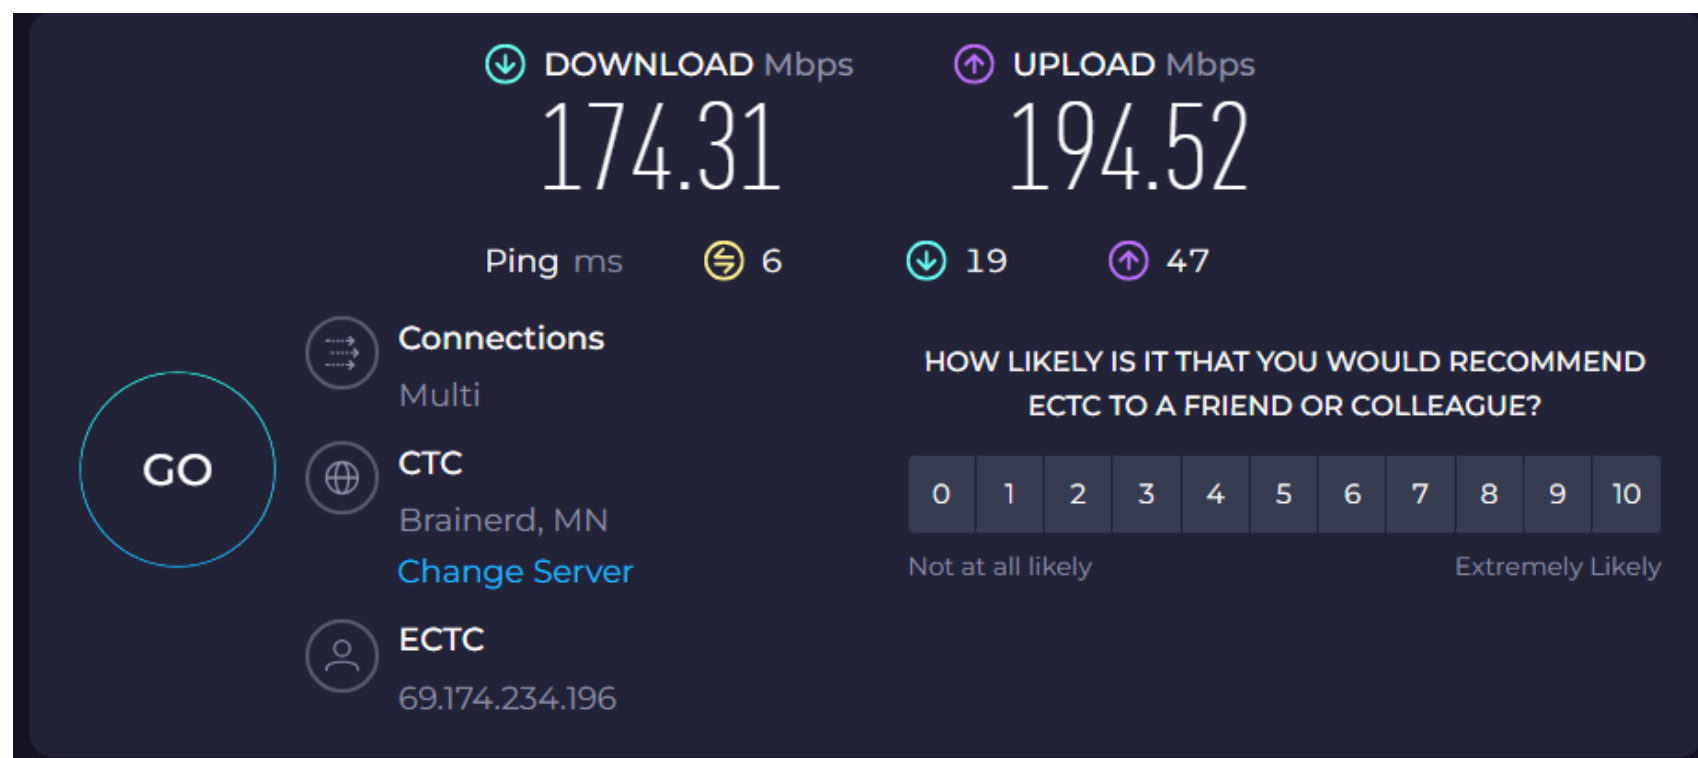 DOWNLOAD Mbps
174.31
UPLOAD Mbps
194.52
Ping ms 6 19 47
Connections
Multi
CTC
Brainerd, MN
Change Server
ECTC
69.174.234.196
GO
HOW LIKELY IS IT THAT YOU WOULD RECOMMEND
ECTC TO A FRIEND OR COLLEAGUE?
0 1 2 3 4 5 6 7 8 9 10
Not at all likely Extremely Likely